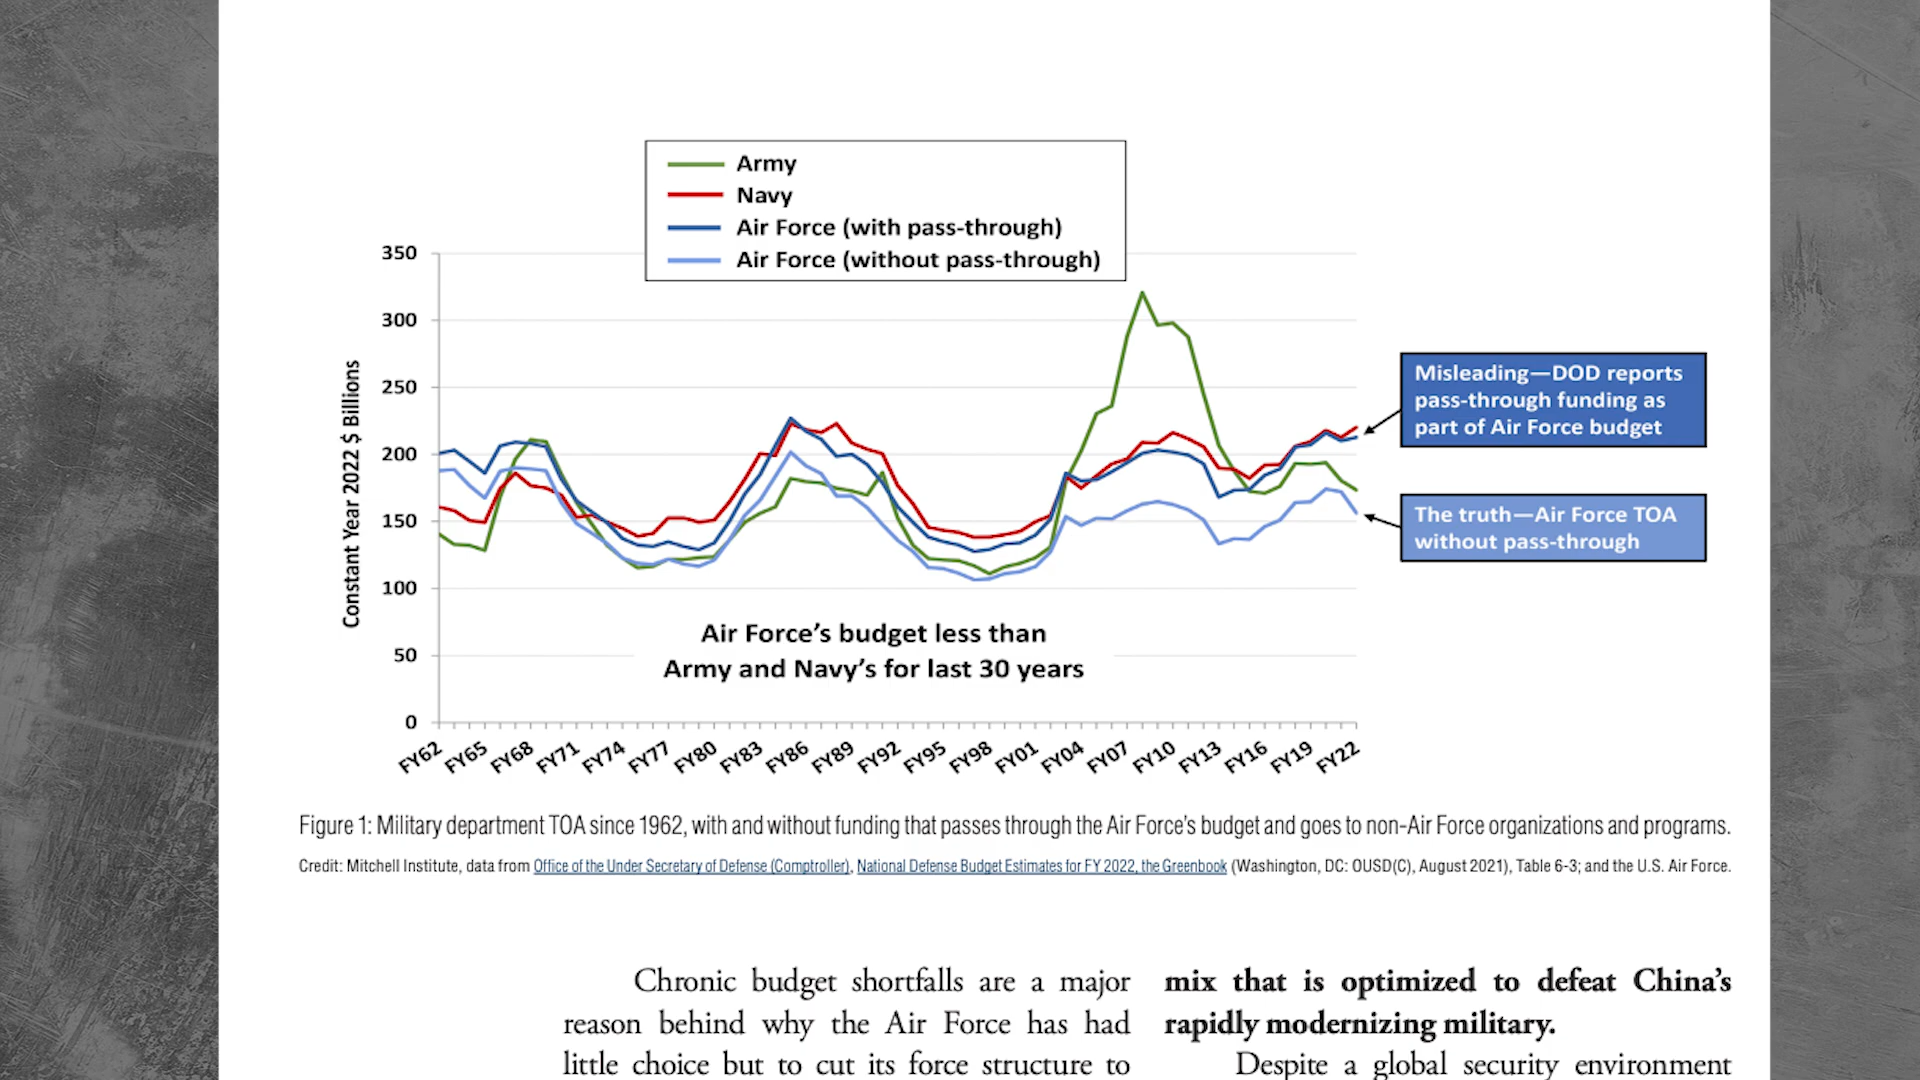 Army
Navy
Air Force (with pass-through)
Air Force (without pass-through)
350
300
250
200
150
100
50
0
Constant Year 2022 $ Billions
FY62
FY65
FY68
FY71
FY74
FY77
FY80
FY83
FY86
FY89
FY92
FY95
FY98
FY01
FY04
FY07
FY10
FY13
FY16
FY19
FY22
Air Force’s budget less than
Army and Navy’s for last 30 years
Misleading—DOD reports
pass-through funding as
part of Air Force budget
The truth—Air Force TOA
without pass-through
Figure 1: Military department TOA since 1962, with and without funding that passes through the Air Force’s budget and goes to non-Air Force organizations and programs.
Credit: Mitchell Institute, data from Office of the Under Secretary of Defense (Comptroller), National Defense Budget Estimates for FY 2022, the Greenbook (Washington, DC: OUSD(C), August 2021), Table 6-3; and the U.S. Air Force.
Chronic budget shortfalls are a major
reason behind why the Air Force has had
little choice but to cut its force structure to
mix that is optimized to defeat China’s
rapidly modernizing military.
Despite a global security environment